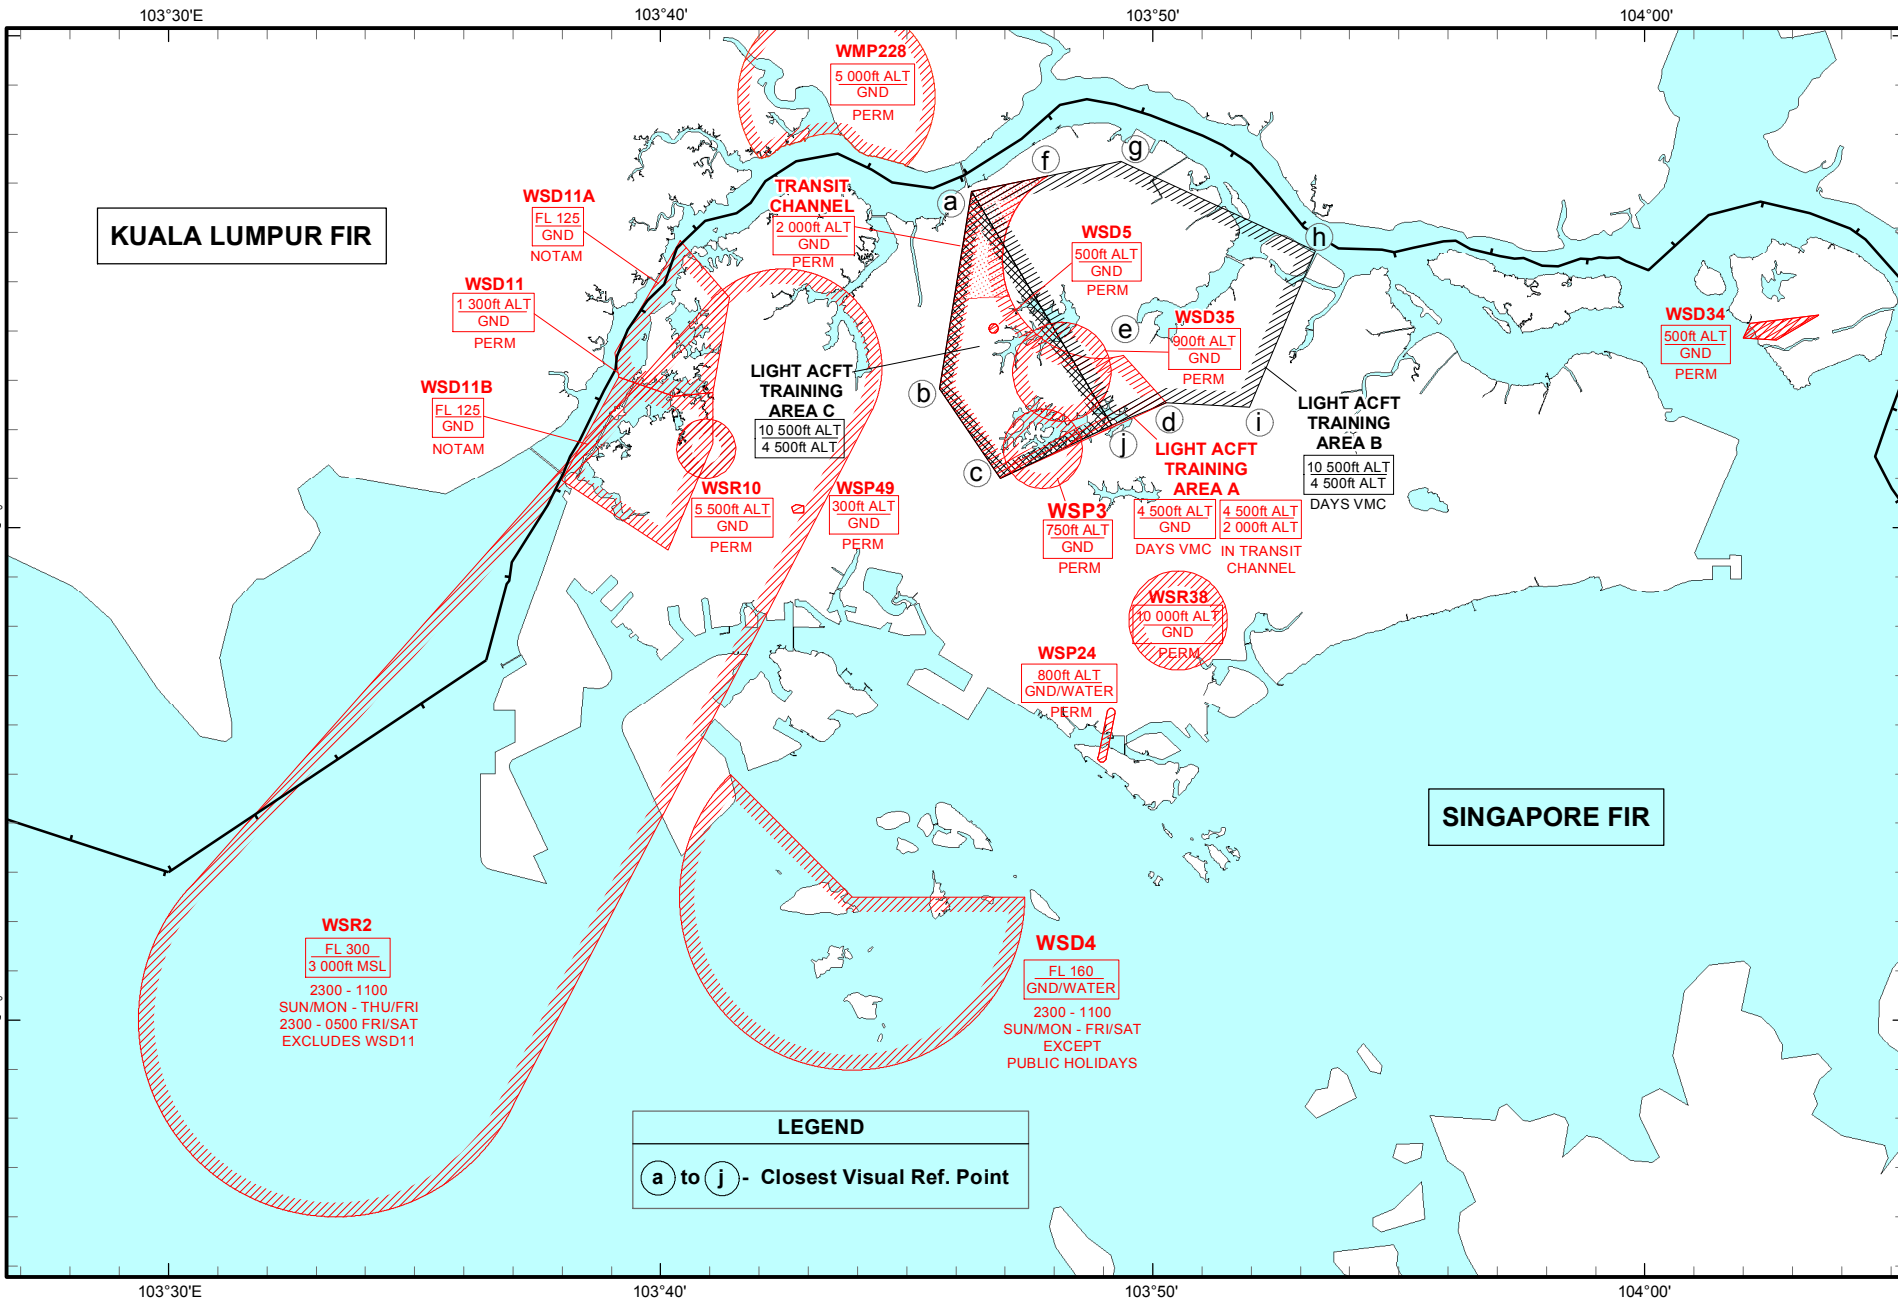 103°30'E
103°40'
103°50'
104°00'
WMP228
5 000ft ALT
GND
PERM
KUALA LUMPUR FIR
WSD11A
FL 125
GND
NOTAM
TRANSIT
CHANNEL
2 000ft ALT
GND
PERM
a
f
g
h
WSD5
500ft ALT
GND
PERM
WSD11
1 300ft ALT
GND
PERM
e
WSD35
900ft ALT
GND
PERM
WSD34
500ft ALT
GND
PERM
WSD11B
FL 125
GND
NOTAM
LIGHT ACFT
TRAINING
AREA C
10 500ft ALT
4 500ft ALT
b
c
d
i
j
LIGHT ACFT
TRAINING
AREA B
10 500ft ALT
4 500ft ALT
DAYS VMC
LIGHT ACFT
TRAINING
AREA A
4 500ft ALT
GND
DAYS VMC
4 500ft ALT
2 000ft ALT
IN TRANSIT
CHANNEL
WSR10
5 500ft ALT
GND
PERM
WSP49
300ft ALT
GND
PERM
WSP3
750ft ALT
GND
PERM
WSR38
10 000ft ALT
GND
PERM
WSP24
800ft ALT
GND/WATER
PERM
SINGAPORE FIR
WSR2
FL 300
3 000ft MSL
2300 - 1100
SUN/MON - THU/FRI
2300 - 0500 FRI/SAT
EXCLUDES WSD11
WSD4
FL 160
GND/WATER
2300 - 1100
SUN/MON - FRI/SAT
EXCEPT
PUBLIC HOLIDAYS
LEGEND
a to j - Closest Visual Ref. Point
103°30'E
103°40'
103°50'
104°00'